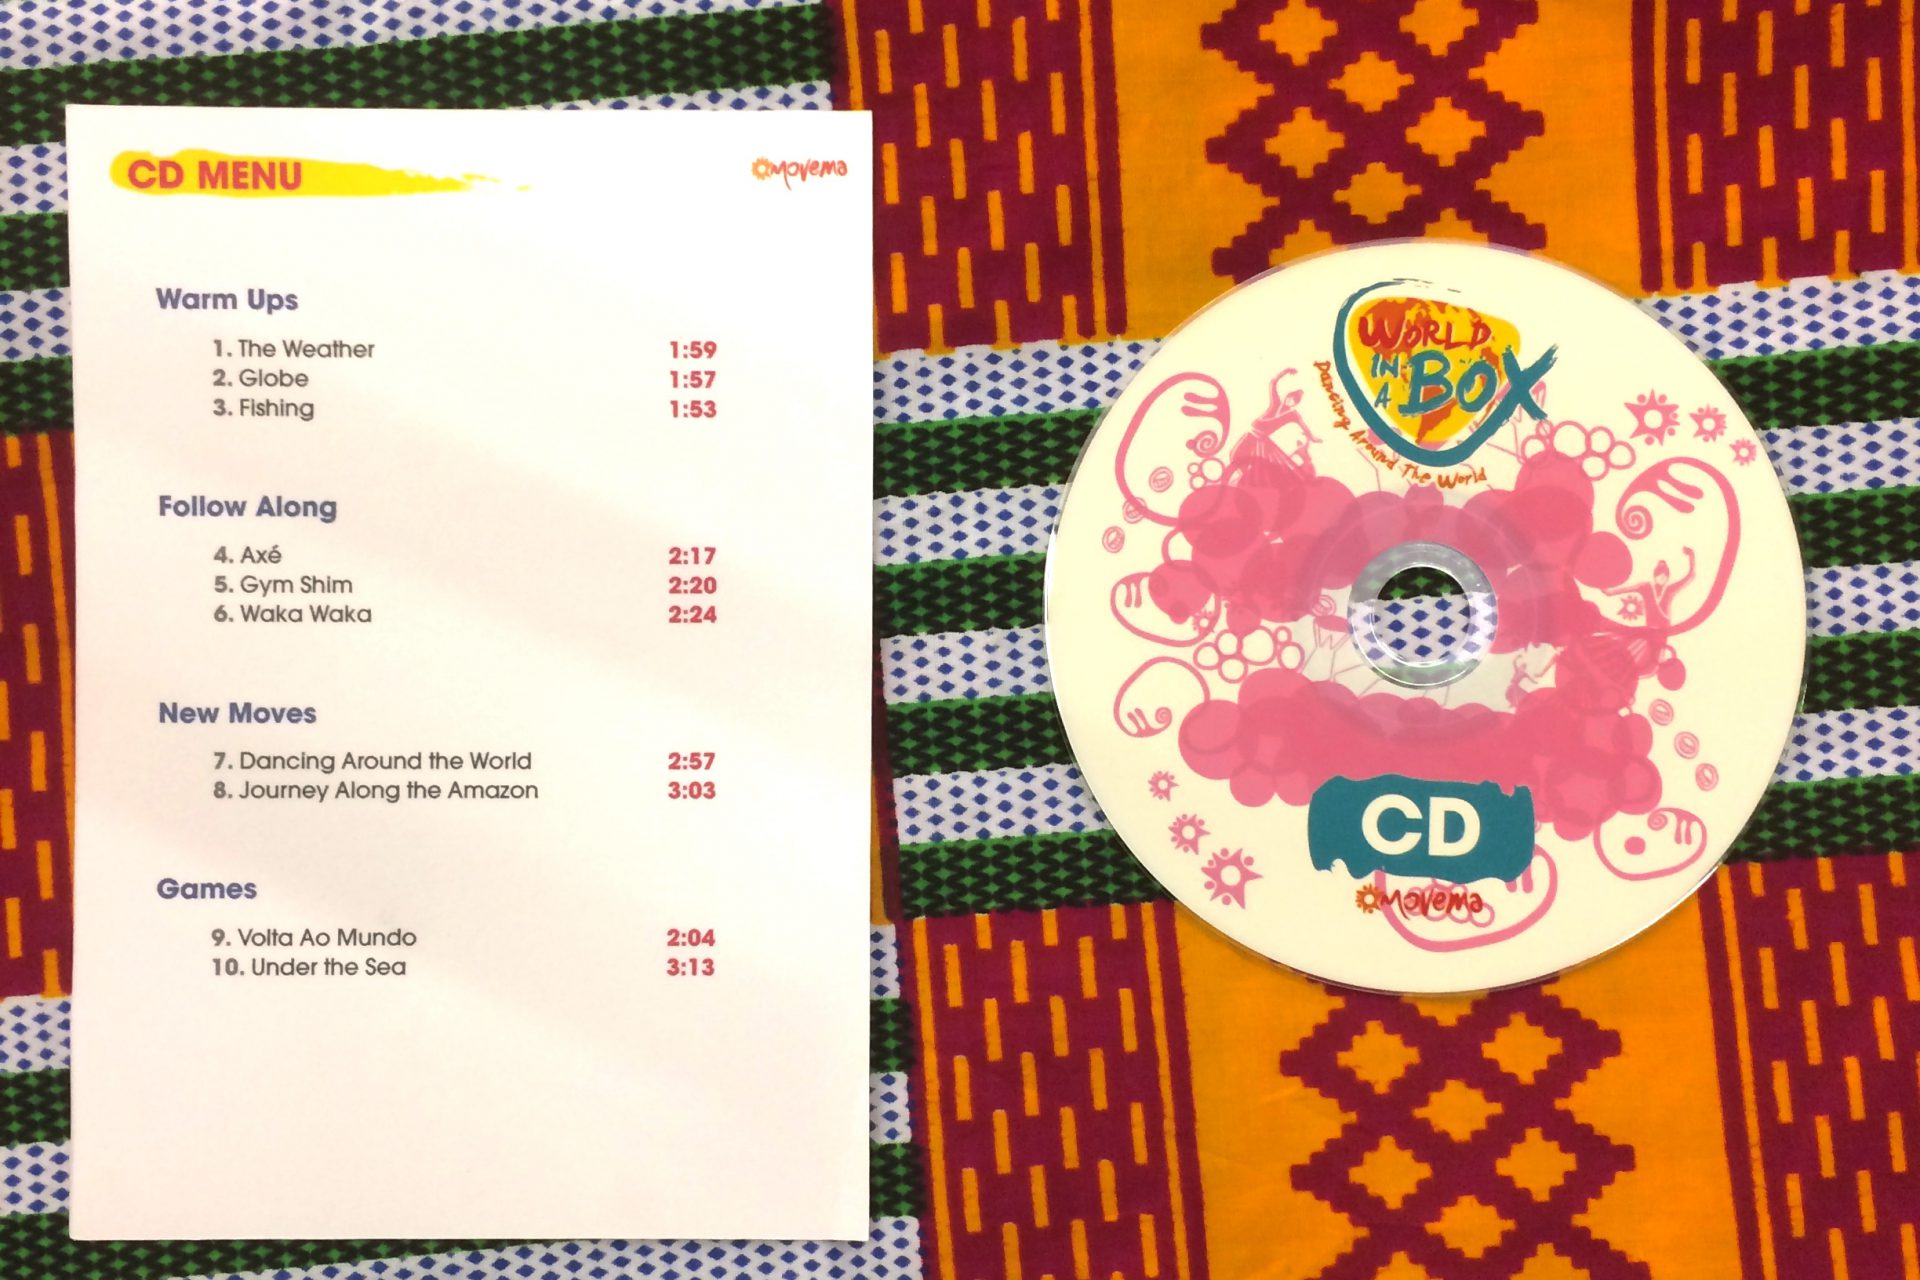 CD MENU
Movema
Warm Ups
1. The Weather 1:59
2. Globe 1:57
3. Fishing 1:53
Follow Along
4. Axé 2:17
5. Gym Shim 2:20
6. Waka Waka 2:24
New Moves
7. Dancing Around the World 2:57
8. Journey Along the Amazon 3:03
Games
9. Volta Ao Mundo 2:04
10. Under the Sea 3:13
WORLD
IN
A BOX
Dancing Around The World
CD
Movema